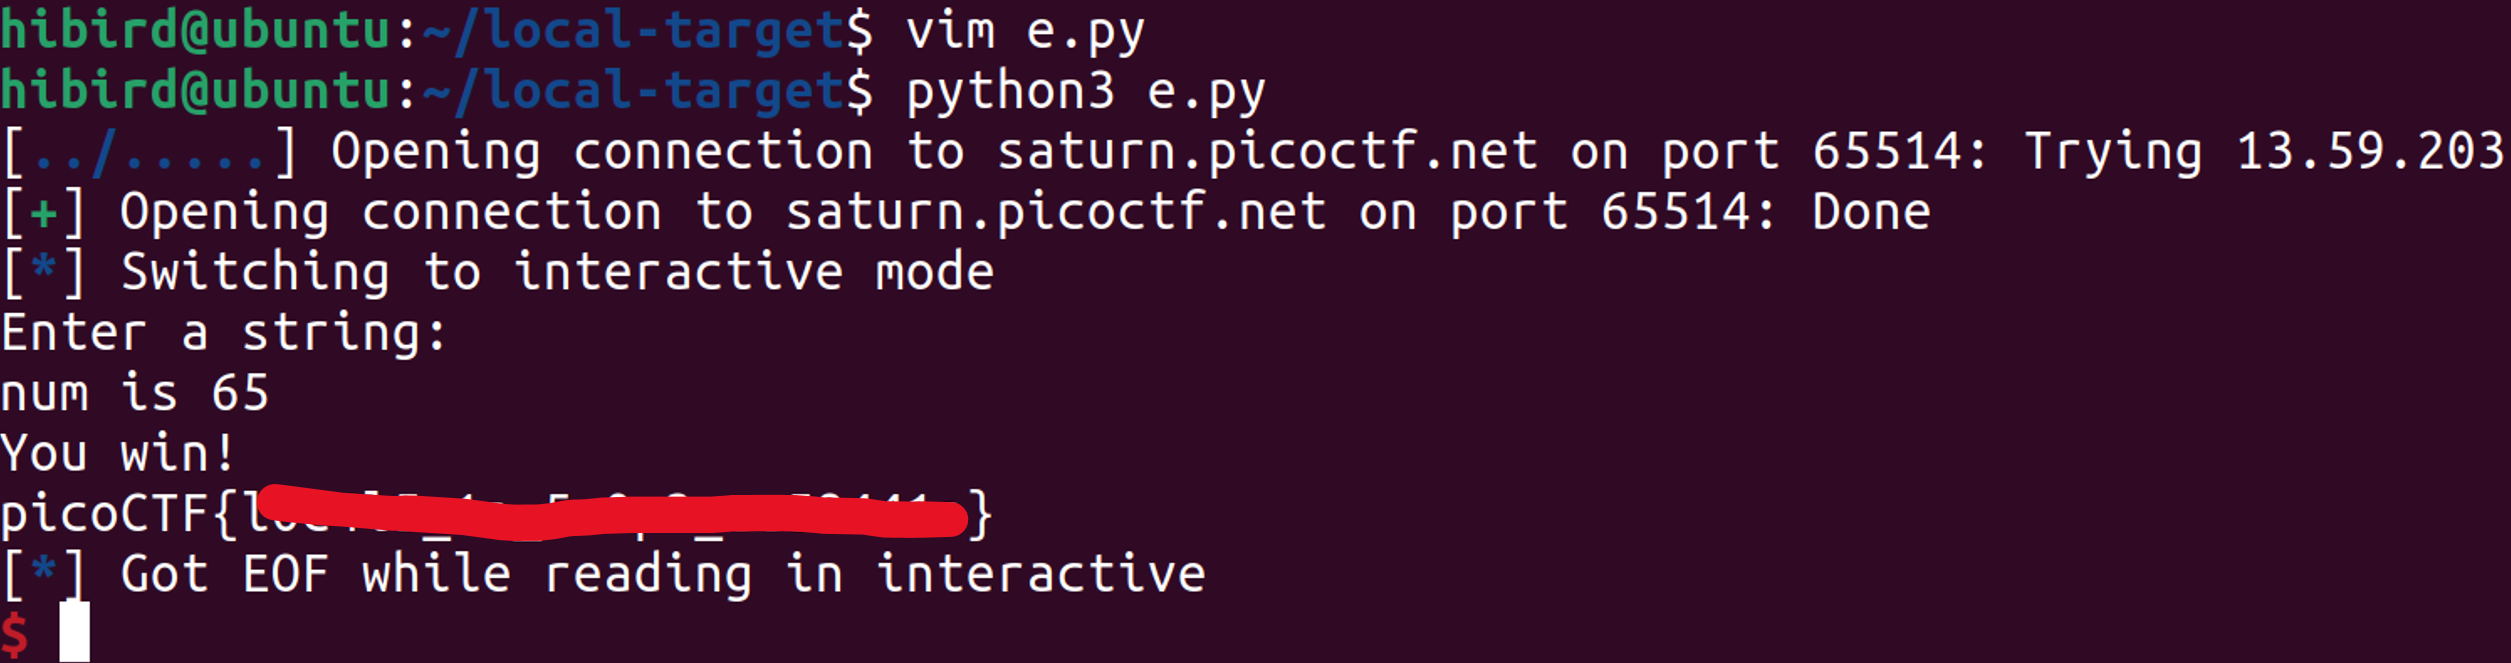 hibird@ubuntu:~/local-target$ vim e.py
hibird@ubuntu:~/local-target$ python3 e.py
[../.....] Opening connection to saturn.picoctf.net on port 65514: Trying 13.59.203
[+] Opening connection to saturn.picoctf.net on port 65514: Done
[*] Switching to interactive mode
Enter a string:
num is 65
You win!
picoCTF{ }
[*] Got EOF while reading in interactive
$